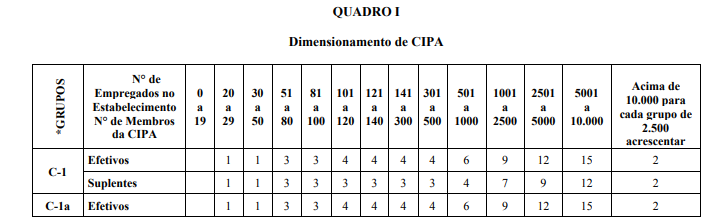 QUADRO I
Dimensionamento de CIPA
*GRUPOS N° de Empregados no Estabelecimento N° de Membros da CIPA 0 a 19 20 a 29 30 a 50 51 a 80 81 a 100 101 a 120 121 a 140 141 a 300 301 a 500 501 a 1000 1001 a 2500 2501 a 5000 5001 a 10.000 Acima de 10.000 para cada grupo de 2.500 acrescentar
C-1 Efetivos 1 1 3 3 4 4 4 4 6 9 12 15 2
Suplentes 1 1 3 3 3 3 3 3 4 7 9 12 2
C-1a Efetivos 1 1 3 3 4 4 4 4 6 9 12 15 2